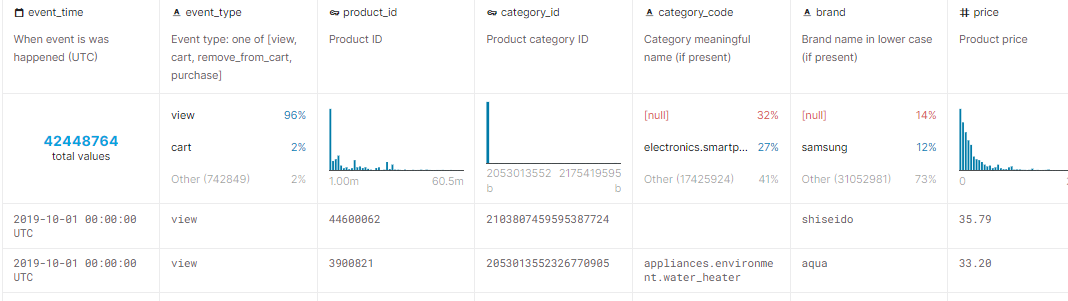 event_time
event_type
product_id
category_id
category_code
brand
price
When event is was
happened (UTC)
Event type: one of [view,
cart, remove_from_cart,
purchase]
Product ID
Product category ID
Category meaningful
name (if present)
Brand name in lower case
(if present)
Product price
42448764
total values
view 96%
cart 2%
Other (742849) 2%
1.00m 60.5m
2053013552 2175419595
b b
[null] 32%
electronics.smartp... 27%
Other (17425924) 41%
[null] 14%
samsung 12%
Other (31052981) 73%
0
2019-10-01 00:00:00
UTC
view
44600062
2103807459595387724
shiseido
35.79
2019-10-01 00:00:00
UTC
view
3900821
2053013552326770905
appliances.environme
nt.water_heater
aqua
33.20